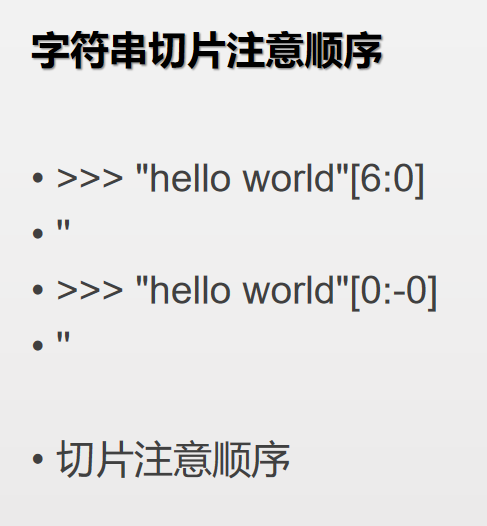 字符串切片注意顺序
• >>> "hello world"[6:0]
• "
• >>> "hello world"[0:-0]
• "
• 切片注意顺序